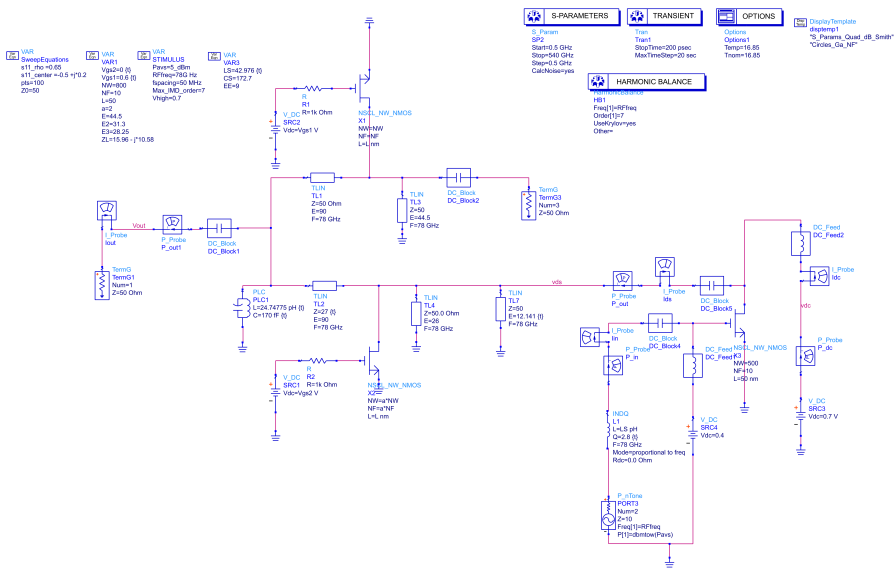 S-PARAMETERS
TRANSIENT
OPTIONS
S_Param
SP2
Start=0.5 GHz
Stop=540 GHz
Step=0.5 GHz
CalcNoise=yes
Tran
Tran1
StopTime=200 psec
MaxTimeStep=20 sec
Options
Options1
Temp=16.85
Tnom=16.85
DisplayTemplate
disptemp1
"S_Params_Quad_dB_Smith"
"Circles_Ga_NF"
HARMONIC BALANCE
HarmonicBalance
HB1
Freq[1]=RFfreq
Order[1]=7
UseKrylov=yes
Other=
VAR
SweepEquations
s11_rho =0.65
s11_center =-0.5 +j*0.2
pts=100
Z0=50
VAR
VAR1
Vgs2=0 {t}
Vgs1=0.6 {t}
NW=800
NF=10
L=50
a=2
E=44.5
E2=31.3
E3=28.25
ZL=15.96 - j*10.58
VAR
STIMULUS
Pavs=5_dBm
RFfreq=78G Hz
fspacing=50 MHz
Max_IMD_order=7
Vhigh=0.7
VAR
VAR3
LS=42.976 {t}
CS=172.7
EE=9
R
R1
R=1k Ohm
V_DC
SRC2
Vdc=Vgs1 V
NSCL_NW_NMOS
X1
NW=NW
NF=NF
L=L nm
TLIN
TL1
Z=50 Ohm
E=90
F=78 GHz
TLIN
TL3
Z=50
E=44.5
F=78 GHz
DC_Block
DC_Block2
TermG
TermG3
Num=3
Z=50 Ohm
I_Probe
Iout
Vout
P_Probe
P_out1
DC_Block
DC_Block1
TermG
TermG1
Num=1
Z=50 Ohm
PLC
PLC1
L=24.74775 pH {t}
C=170 fF {t}
TLIN
TL2
Z=27 {t}
E=90
F=78 GHz
TLIN
TL4
Z=50.0 Ohm
E=26
F=78 GHz
TLIN
TL7
Z=50
E=12.141 {t}
F=78 GHz
R
R2
R=1k Ohm
V_DC
SRC1
Vdc=Vgs2 V
NSCL_NW_NMOS
X2
NW=a*NW
NF=a*NF
L=L nm
vds
P_Probe
P_out
I_Probe
Ids
DC_Block
DC_Block5
DC_Feed
DC_Feed2
I_Probe
Idc
vdc
I_Probe
Iin
DC_Block
DC_Block4
P_Probe
P_in
DC_Feed
NSCL_NW_NMOS
X3
NW=500
NF=10
L=50 nm
P_Probe
P_dc
V_DC
SRC3
Vdc=0.7 V
V_DC
SRC4
Vdc=0.4
INDQ
L1
L=LS pH
Q=2.8 {t}
F=78 GHz
Mode=proportional to freq
Rdc=0.0 Ohm
P_nTone
PORT3
Num=2
Z=10
Freq[1]=RFfreq
P[1]=dbmtow(Pavs)